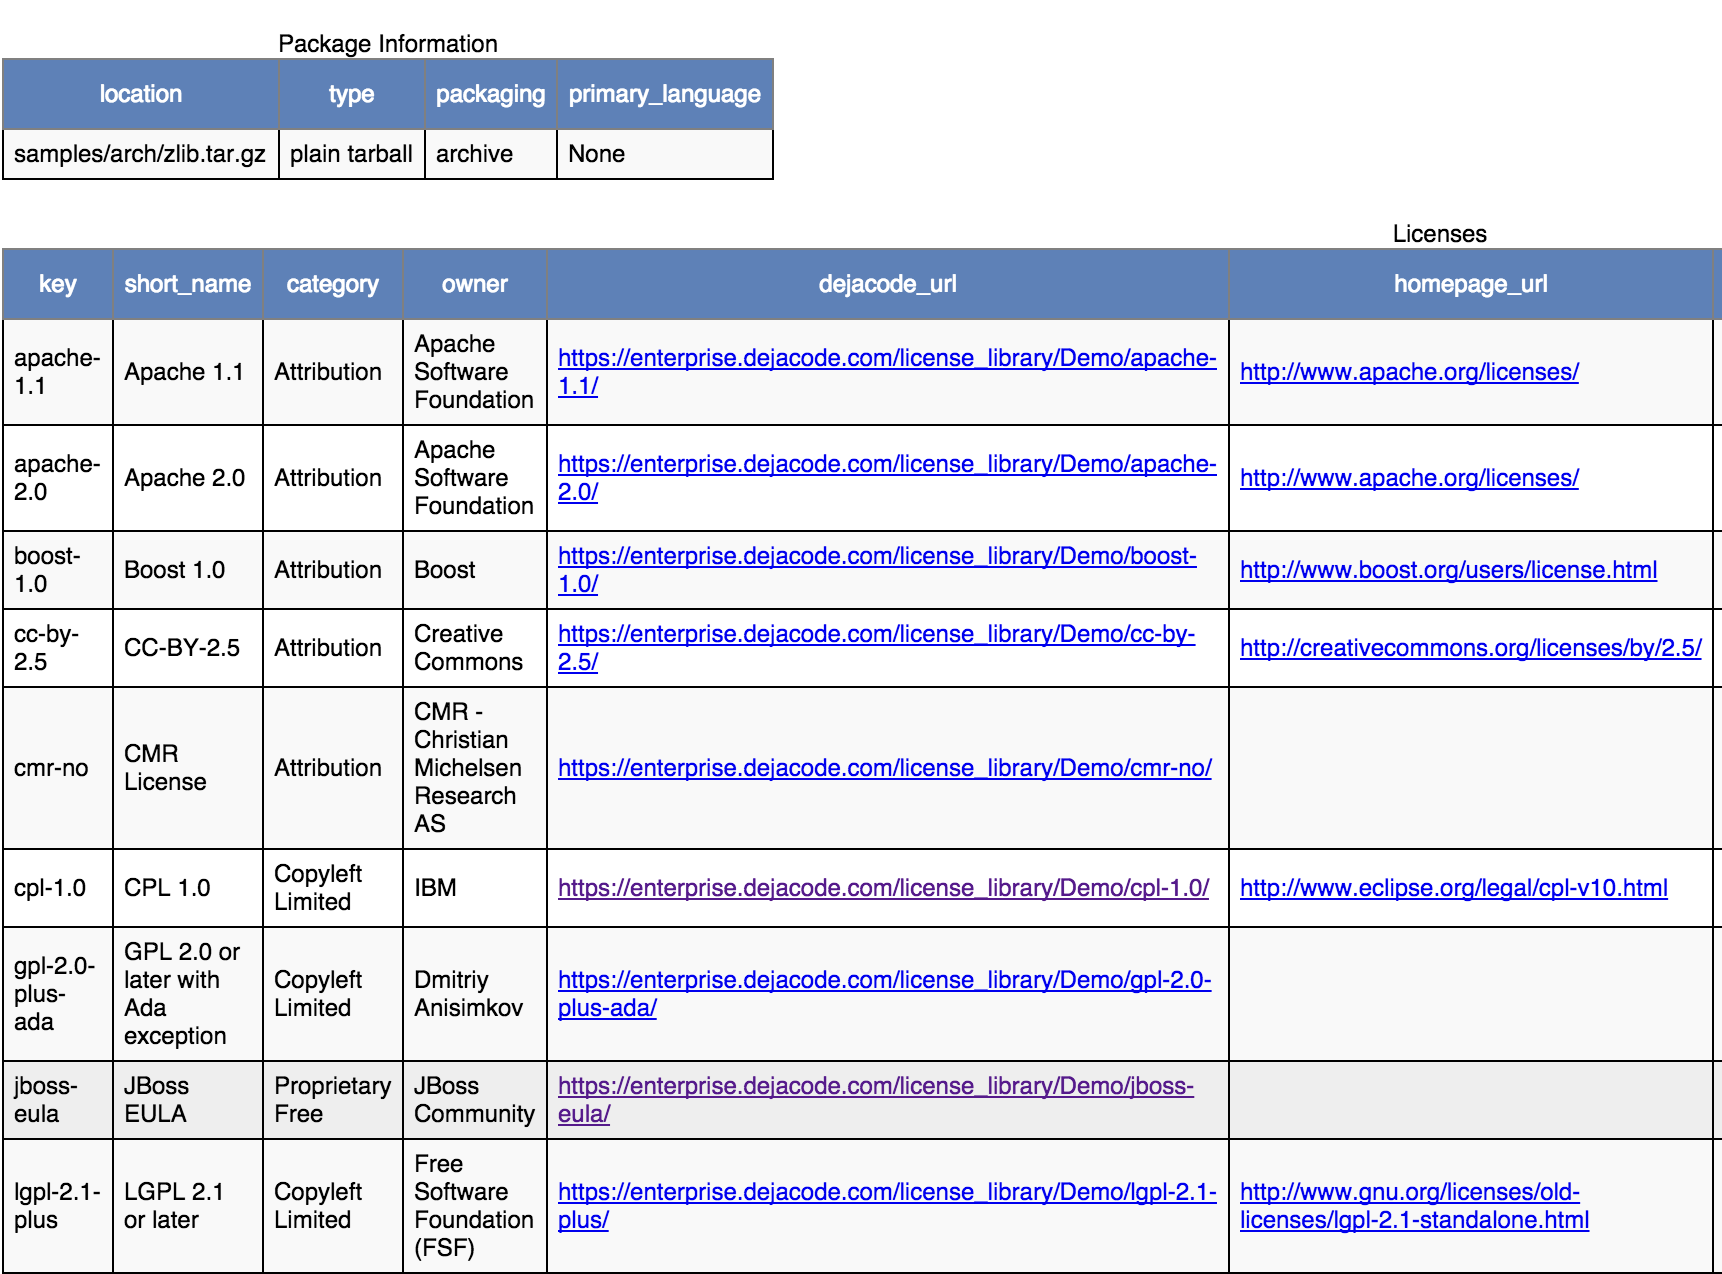 Package Information
location type packaging primary_language
samples/arch/zlib.tar.gz plain tarball archive None
Licenses
key short_name category owner dejacode_url homepage_url
apache-
1.1
Apache 1.1
Attribution
Apache
Software
Foundation
https://enterprise.dejacode.com/license_library/Demo/apache-
1.1/
http://www.apache.org/licenses/
apache-
2.0
Apache 2.0
Attribution
Apache
Software
Foundation
https://enterprise.dejacode.com/license_library/Demo/apache-
2.0/
http://www.apache.org/licenses/
boost-
1.0
Boost 1.0
Attribution
Boost
https://enterprise.dejacode.com/license_library/Demo/boost-
1.0/
http://www.boost.org/users/license.html
cc-by-
2.5
CC-BY-2.5
Attribution
Creative
Commons
https://enterprise.dejacode.com/license_library/Demo/cc-by-
2.5/
http://creativecommons.org/licenses/by/2.5/
cmr-no
CMR
License
Attribution
CMR -
Christian
Michelsen
Research
AS
https://enterprise.dejacode.com/license_library/Demo/cmr-no/
cpl-1.0
CPL 1.0
Copyleft
Limited
IBM
https://enterprise.dejacode.com/license_library/Demo/cpl-1.0/
http://www.eclipse.org/legal/cpl-v10.html
gpl-2.0-
plus-
ada
GPL 2.0 or
later with
Ada
exception
Copyleft
Limited
Dmitriy
Anisimkov
https://enterprise.dejacode.com/license_library/Demo/gpl-2.0-
plus-ada/
jboss-
eula
JBoss
EULA
Proprietary
Free
JBoss
Community
https://enterprise.dejacode.com/license_library/Demo/jboss-
eula/
lgpl-2.1-
plus
LGPL 2.1
or later
Copyleft
Limited
Free
Software
Foundation
(FSF)
https://enterprise.dejacode.com/license_library/Demo/lgpl-2.1-
plus/
http://www.gnu.org/licenses/old-
licenses/lgpl-2.1-standalone.html